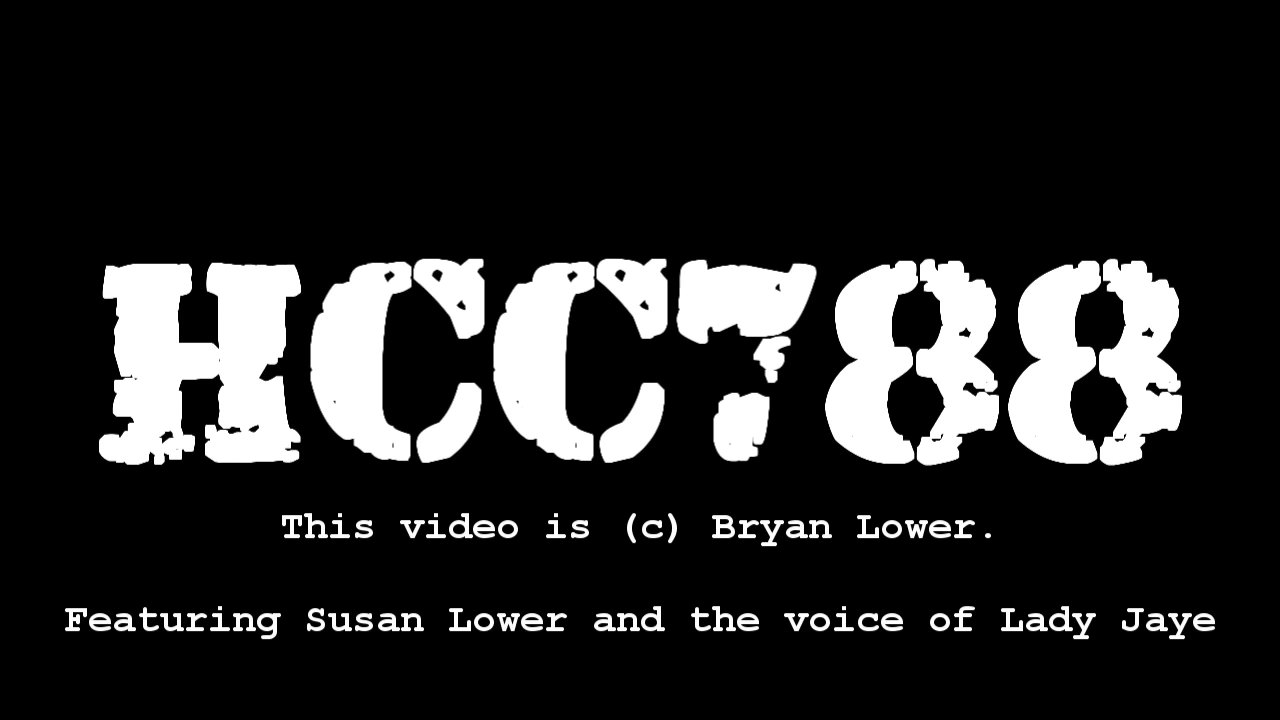 HCC788
This video is (c) Bryan Lower.
Featuring Susan Lower and the voice of Lady Jaye